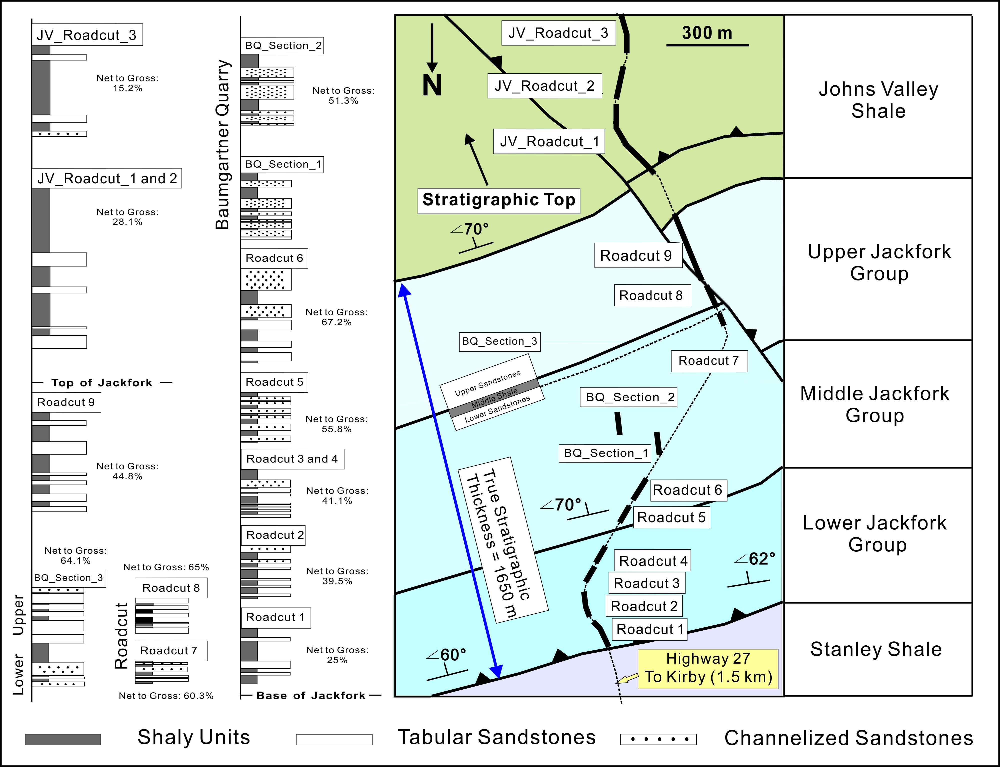 JV_Roadcut_3
Net to Gross:
15.2%
JV_Roadcut_1 and 2
Net to Gross:
28.1%
Top of Jackfork
Roadcut 9
Net to Gross:
44.8%
Net to Gross:
64.1%
BQ_Section_3
Upper
Lower
Net to Gross: 65%
Roadcut 8
Roadcut
Roadcut 7
Net to Gross: 60.3%
Baumgartner Quarry
BQ_Section_2
Net to Gross:
51.3%
BQ_Section_1
Roadcut 6
Net to Gross:
67.2%
Roadcut 5
Net to Gross:
55.8%
Roadcut 3 and 4
Net to Gross:
41.1%
Roadcut 2
Net to Gross:
39.5%
Roadcut 1
Net to Gross:
25%
Base of Jackfork
JV_Roadcut_3
300 m
N
JV_Roadcut_2
JV_Roadcut_1
Stratigraphic Top
∠70°
Roadcut 9
Roadcut 8
BQ_Section_3
Upper Sandstones
Middle Shale
Lower Sandstones
Roadcut 7
BQ_Section_2
BQ_Section_1
True Stratigraphic
Thickness = 1650 m
Roadcut 6
∠70°
Roadcut 5
Roadcut 4
∠62°
Roadcut 3
Roadcut 2
Roadcut 1
∠60°
Highway 27
To Kirby (1.5 km)
Johns Valley
Shale
Upper Jackfork
Group
Middle Jackfork
Group
Lower Jackfork
Group
Stanley Shale
Shaly Units
Tabular Sandstones
Channelized Sandstones